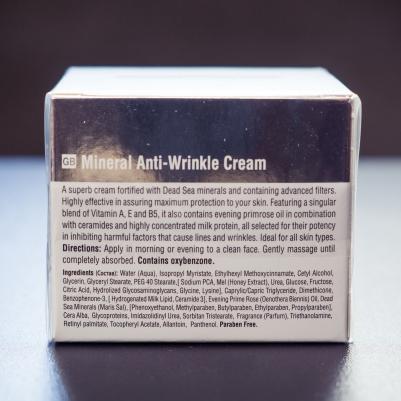 GB Mineral Anti-Wrinkle Cream
A superb cream fortified with Dead Sea minerals and containing advanced filters.
Highly effective in assuring maximum protection to your skin. Featuring a singular
blend of Vitamin A, E and B5, it also contains evening primrose oil in combination
with ceramides and highly concentrated milk protein, all selected for their potency
in inhibiting harmful factors that cause lines and wrinkles. Ideal for all skin types.
Directions: Apply in morning or evening to a clean face. Gently massage until
completely absorbed. Contains oxybenzone.
Ingredients (Состав): Water (Aqua), Isopropyl Myristate, Ethylhexyl Methoxycinnamate, Cetyl Alcohol,
Glycerin, Glyceryl Stearate, PEG 40 Stearate,[ Sodium PCA, Mel (Honey Extract), Urea, Glucose, Fructose,
Citric Acid, Hydrolized Glycosaminoglycans, Glycine, Lysine], Caprylic/Capric Triglyceride, Dimethicone,
Benzophenone-3, [ Hydrogenated Milk Lipid, Ceramide 3], Evening Prime Rose (Oenothera Biennis) Oil, Dead
Sea Minerals (Maris Sal), [Phenoxyethanol, Methylparaben, Butylparaben, Ethylparaben, Propylparaben],
Cera Alba, Glycoproteins, Imidazolidinyl Urea, Sorbitan Tristearate, Fragrance (Parfum), Triethanolamine,
Retinyl palmitate, Tocopheryl Acetate, Allantoin, Panthenol. Paraben Free.